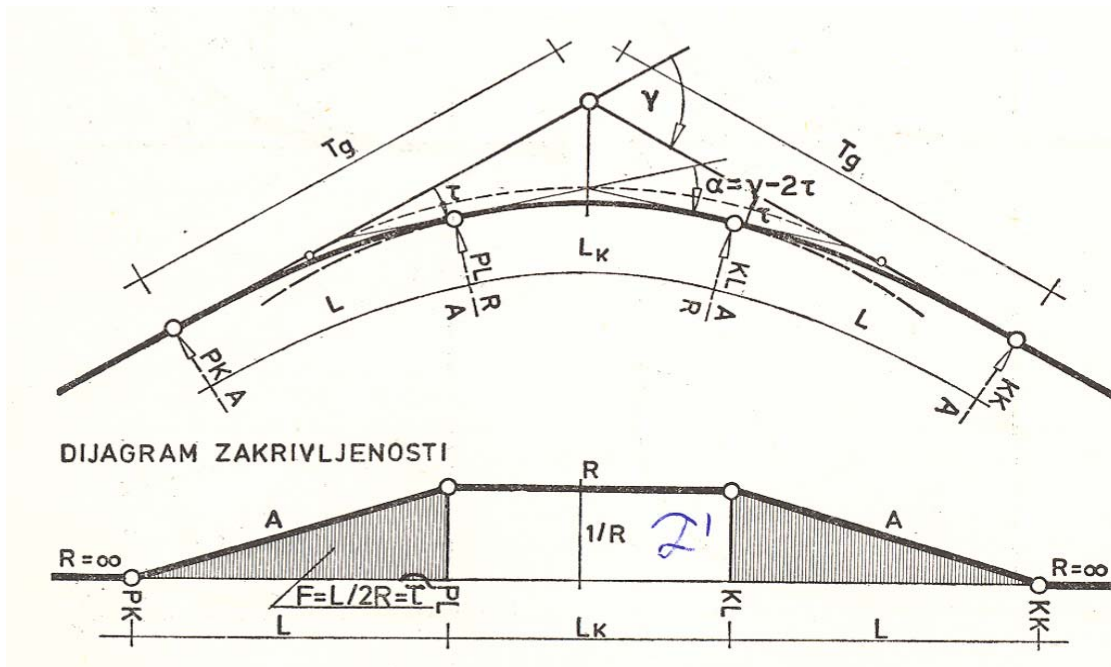 γ
Tg
Tg
τ
α=γ-2τ
τ
L
PL R
A
LK
KL A
R
L
PK A
KK
A
DIJAGRAM ZAKRIVLJENOSTI
R
A
1/R
A
R=∞
R=∞
F=L/2R=τ
PK
PL
KL
KK
L
LK
L